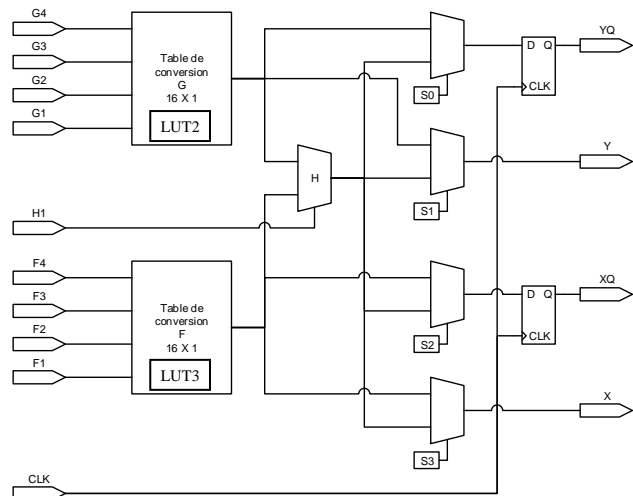 G4
G3
G2
G1
Table de
conversion
G
16 X 1
LUT2
S0
D Q
CLK
YQ
S1
Y
H
H1
F4
F3
F2
F1
Table de
conversion
F
16 X 1
LUT3
S2
D Q
CLK
XQ
S3
X
CLK